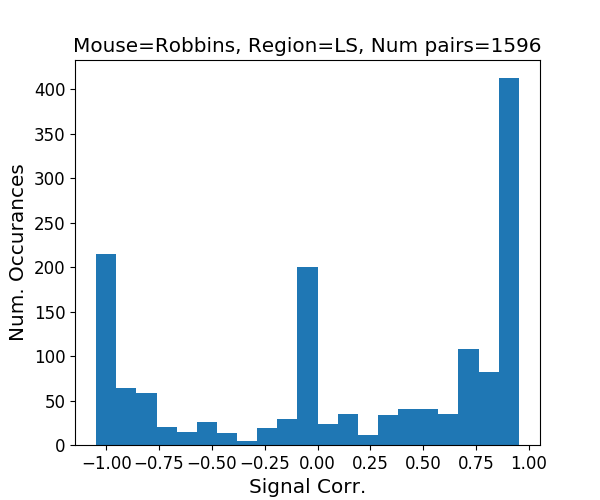 Mouse=Robbins, Region=LS, Num pairs=1596
400
350
300
250
200
150
100
50
0
Num. Occurances
−1.00 −0.75 −0.50 −0.25 0.00 0.25 0.50 0.75 1.00
Signal Corr.